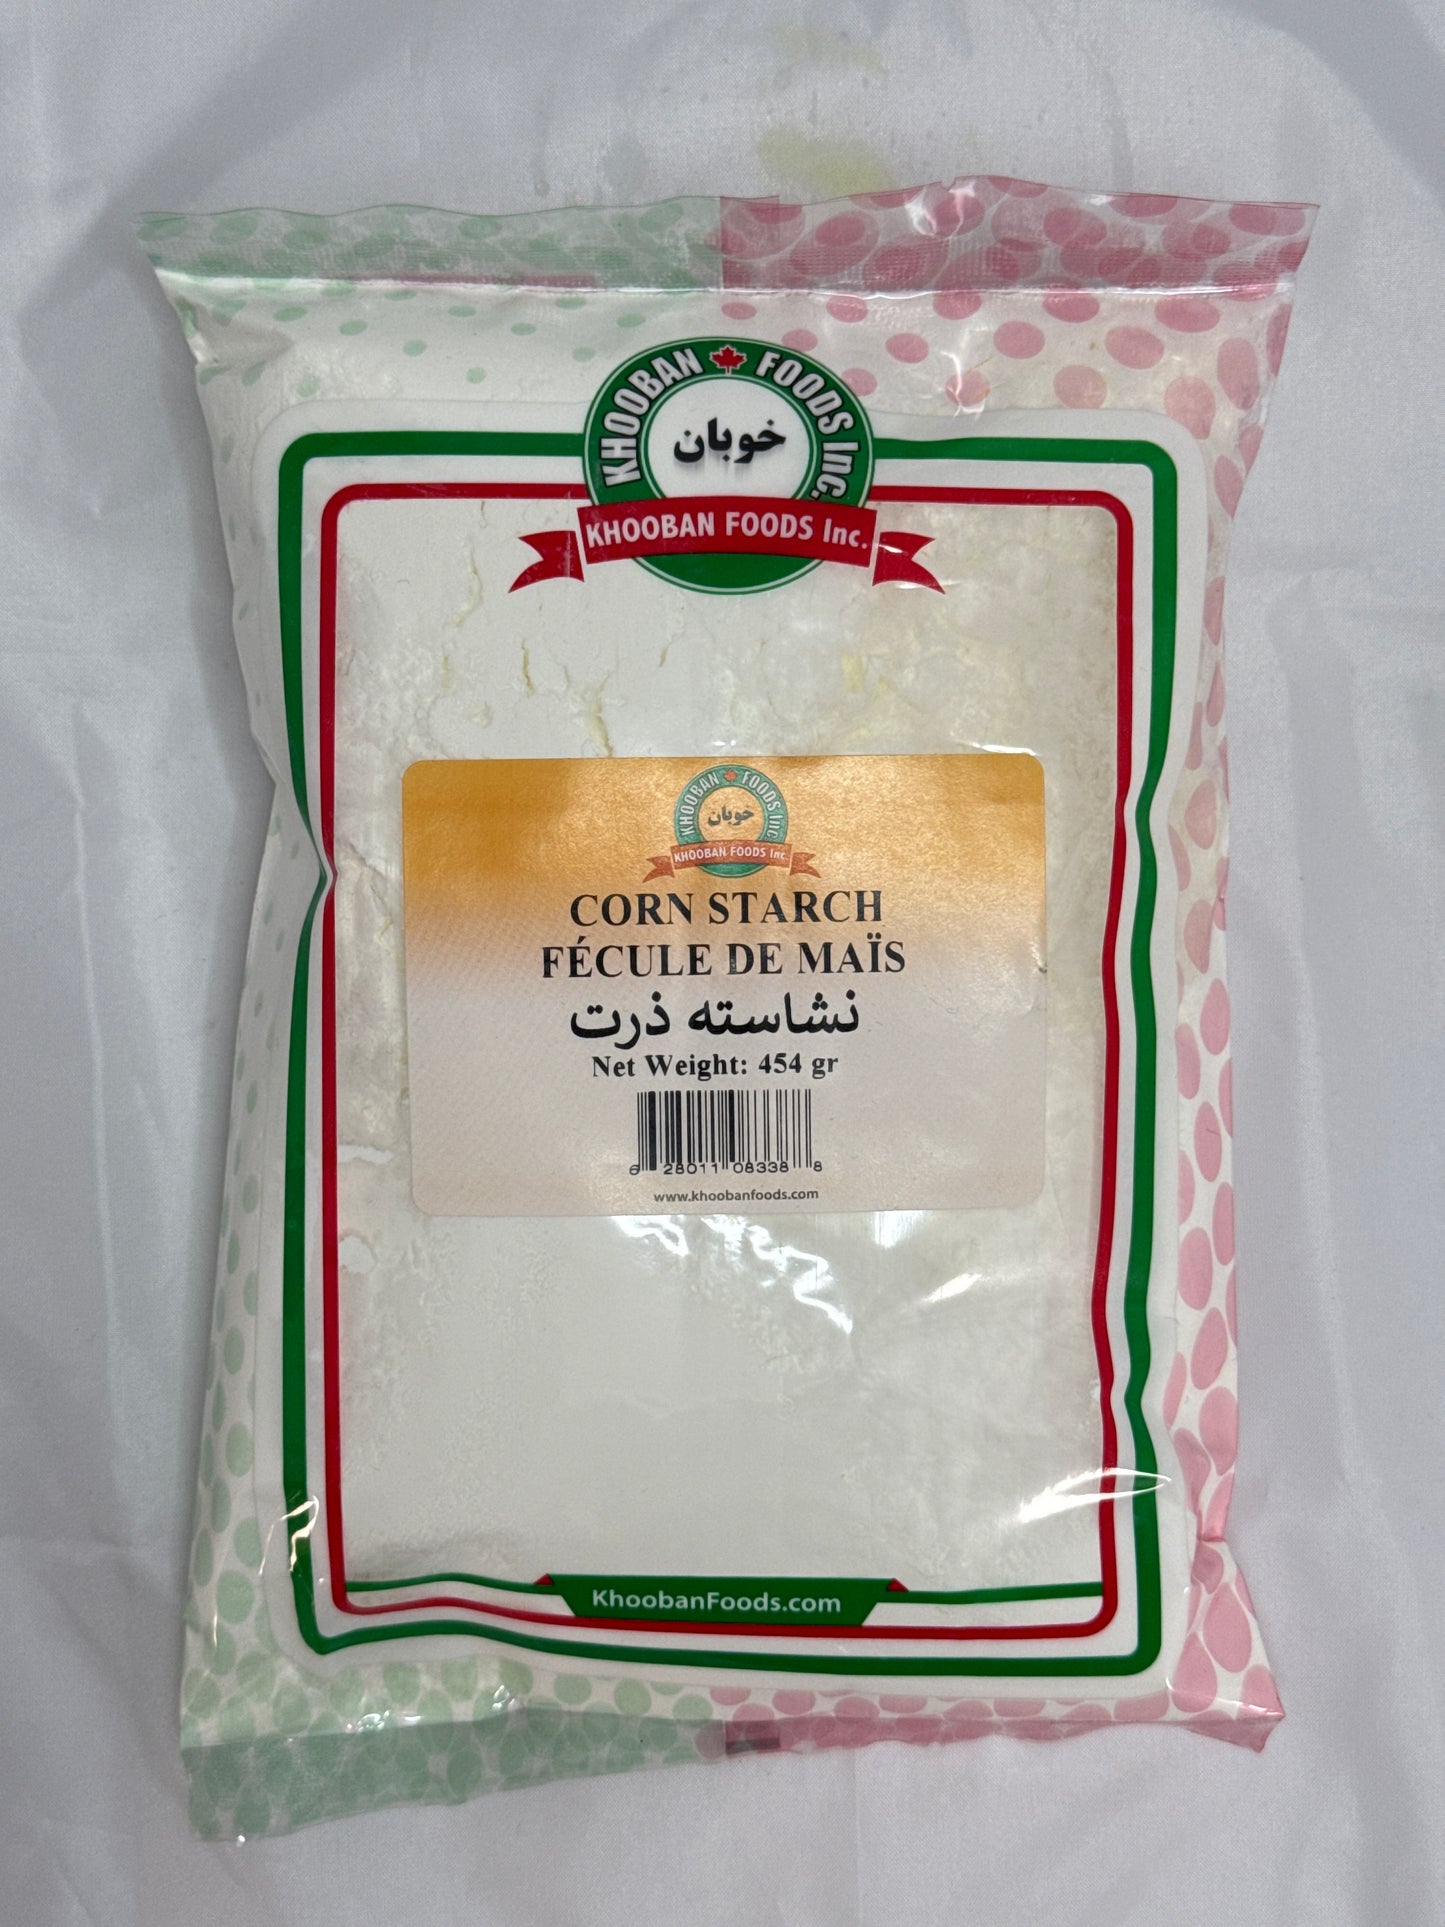 KHOOBAN FOODS Inc.
خوبان
KHOOBAN FOODS Inc.
KHOOBAN FOODS Inc
خوبان
KHOOBAN FOODS Inc.
CORN STARCH
FÉCULE DE MAÏS
نشاسته ذرت
Net Weight: 454 gr
6 28011 08338 8
www.khoobanfoods.com
KhoobanFoods.com